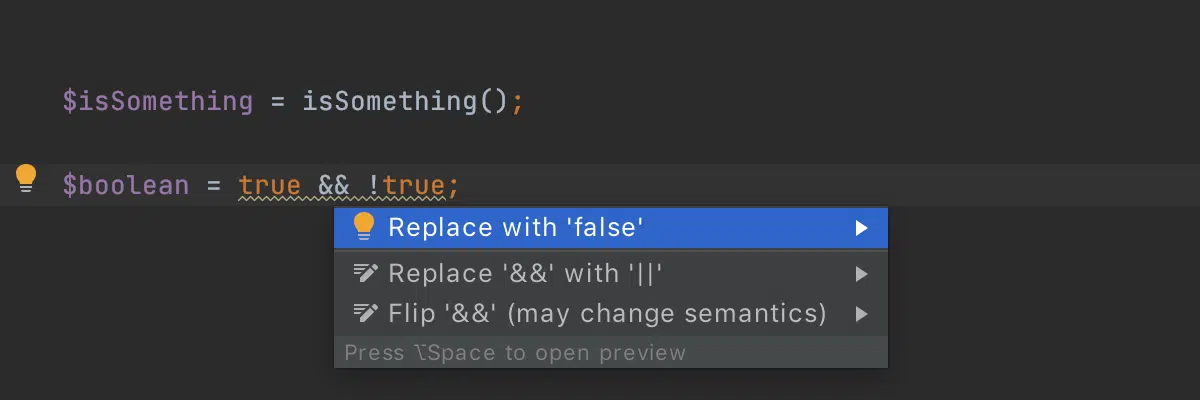 $isSomething = isSomething();
$boolean = true && !true;
Replace with 'false'
Replace '&&' with '||'
Flip '&&' (may change semantics)
Press ⌥Space to open preview